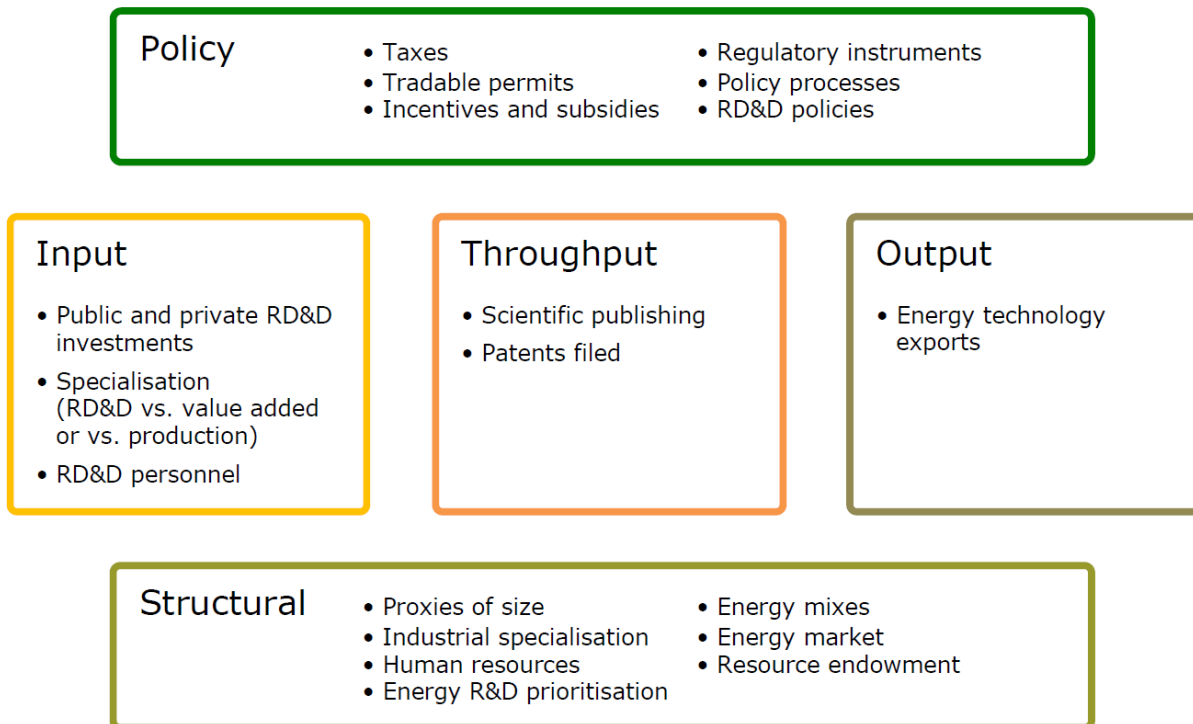 Policy
• Taxes
• Tradable permits
• Incentives and subsidies
• Regulatory instruments
• Policy processes
• RD&D policies
Input
• Public and private RD&D
investments
• Specialisation
(RD&D vs. value added
or vs. production)
• RD&D personnel
Throughput
• Scientific publishing
• Patents filed
Output
• Energy technology
exports
Structural
• Proxies of size
• Industrial specialisation
• Human resources
• Energy R&D prioritisation
• Energy mixes
• Energy market
• Resource endowment